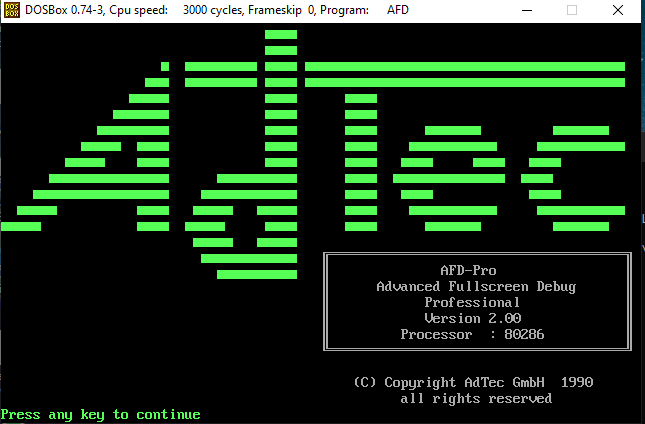 DOSBox 0.74-3, Cpu speed: 3000 cycles, Frameskip 0, Program: AFD
AdTec
AFD-Pro
Advanced Fullscreen Debug
Professional
Version 2.00
Processor : 80286
(C) Copyright AdTec GmbH 1990
all rights reserved
Press any key to continue